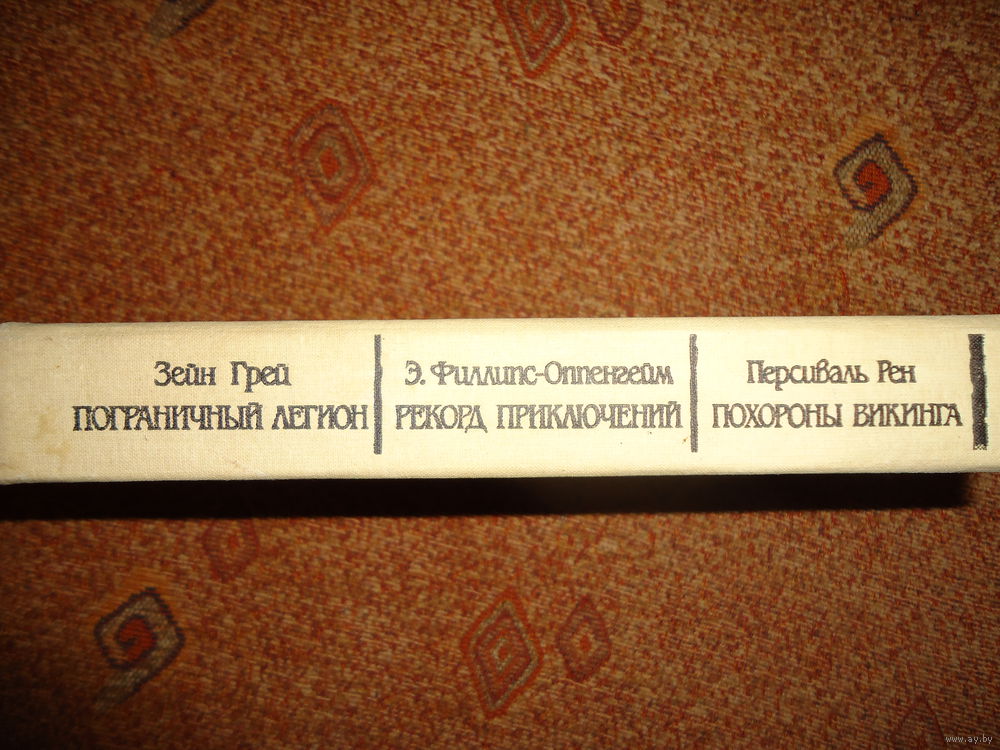 Зейн Грей
ПОГРАНИЧНЫЙ ЛЕГИОН
Э. Филлипс-Оппенгейм
РЕКОРД ПРИКЛЮЧЕНИЙ
Персиваль Рен
ПОХОРОНЫ ВИКИНГА
www.ay.by